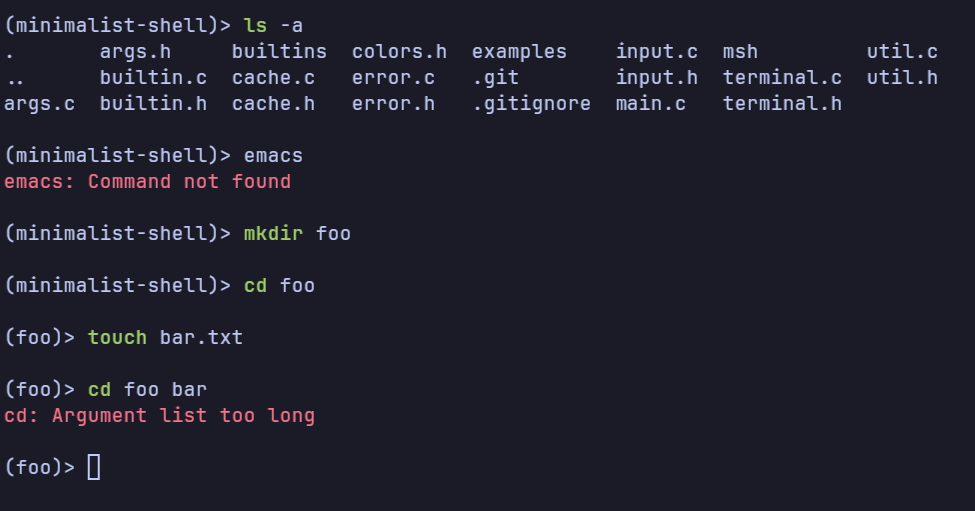 (minimalist-shell)> ls -a
.       args.h     builtins  colors.h  examples    input.c  msh         util.c
..      builtin.c  cache.c   error.c   .git        input.h  terminal.c  util.h
args.c  builtin.h  cache.h   error.h   .gitignore  main.c   terminal.h
(minimalist-shell)> emacs
emacs: Command not found
(minimalist-shell)> mkdir foo
(minimalist-shell)> cd foo
(foo)> touch bar.txt
(foo)> cd foo bar
cd: Argument list too long
(foo)>